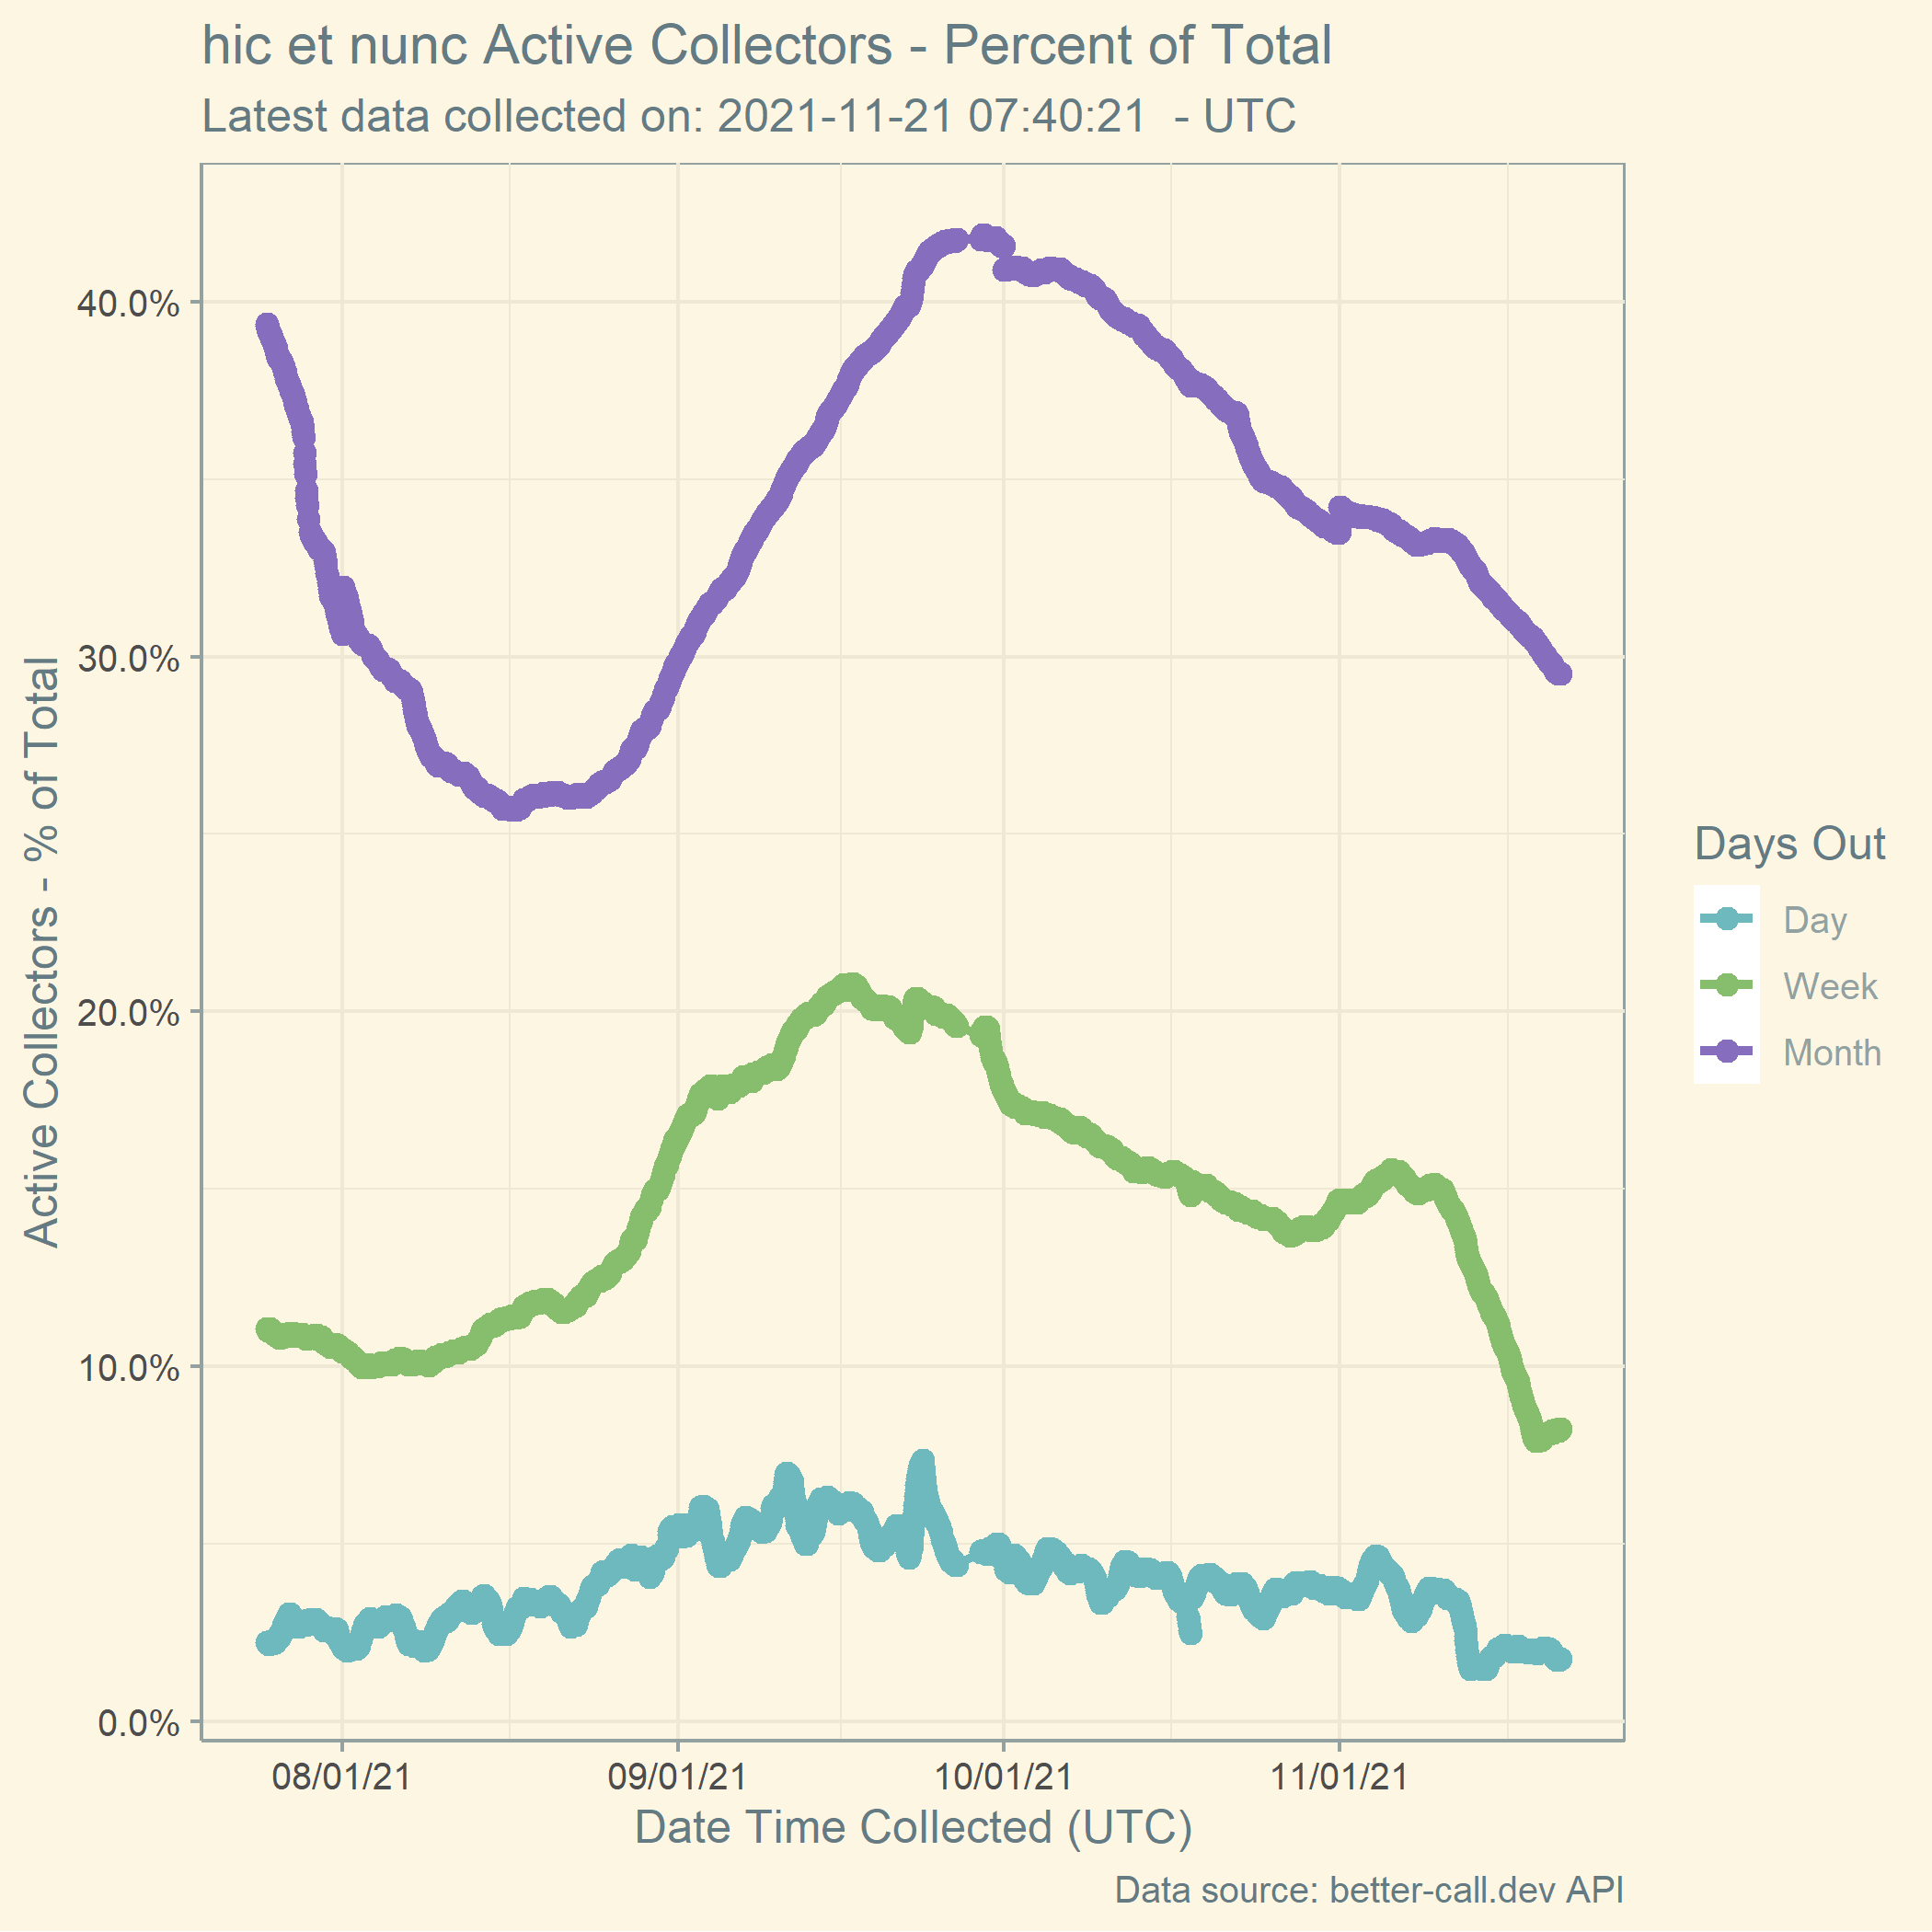 hic et nunc Active Collectors - Percent of Total
Latest data collected on: 2021-11-21 07:40:21  - UTC
Active Collectors - % of Total
40.0%
30.0%
20.0%
10.0%
0.0%
08/01/21
09/01/21
10/01/21
11/01/21
Date Time Collected (UTC)
Days Out
Day
Week
Month
Data source: better-call.dev API